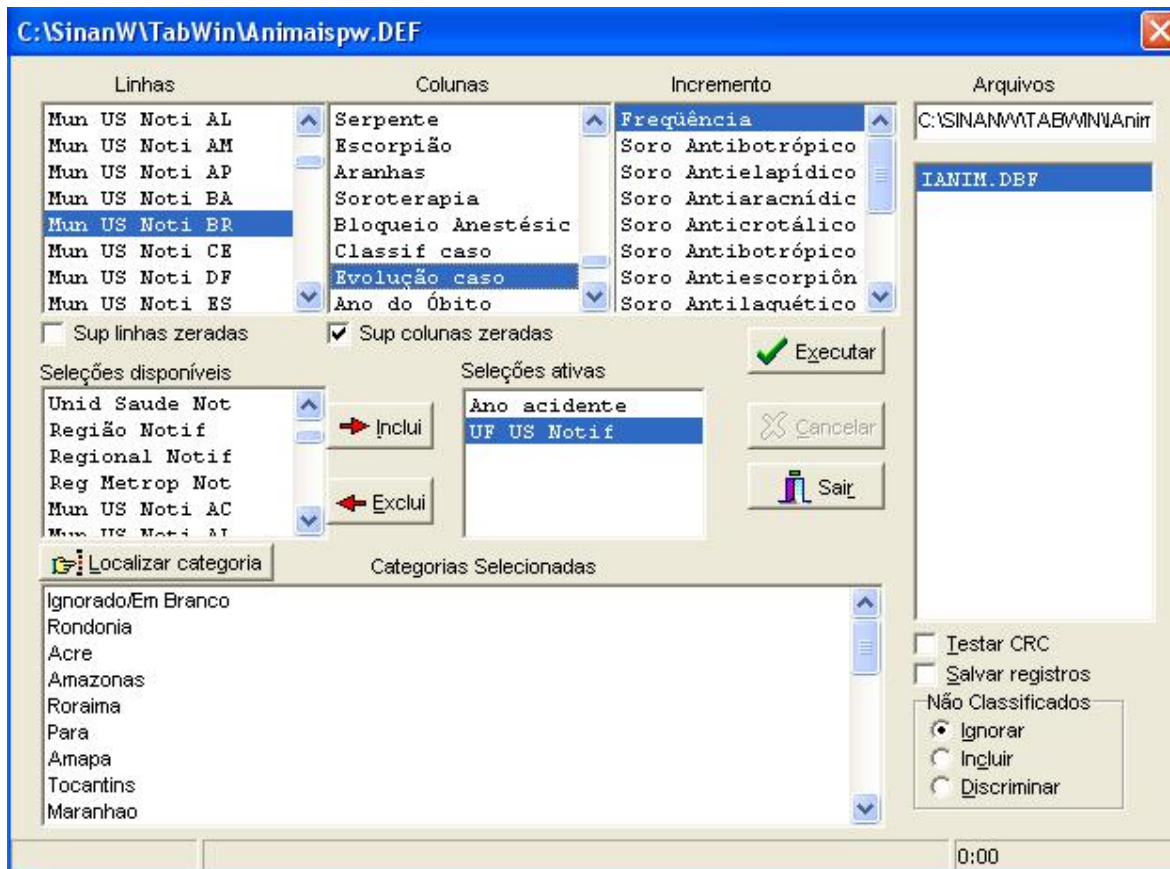 C:\SinanW\TabWin\Animaispw.DEF
Linhas
Colunas
Incremento
Arquivos
Mun US Noti AL
Mun US Noti AM
Mun US Noti AP
Mun US Noti BA
Mun US Noti BR
Mun US Noti CE
Mun US Noti DF
Mun US Noti ES
Serpente
Escorpião
Aranhas
Soroterapia
Bloqueio Anestésic
Classif caso
Evolução caso
Ano do Óbito
Freqüência
Soro Antibotrópico
Soro Antielapídico
Soro Antiaracnídic
Soro Anticrotálico
Soro Antibotrópico
Soro Antiescorpiôn
Soro Antilaquético
C:\SINANW\TABWIN\IAnim
IANIM.DBF
Sup linhas zeradas
Sup colunas zeradas
Executar
Seleções disponíveis
Seleções ativas
Unid Saude Not
Região Notif
Regional Notif
Reg Metrop Not
Mun US Noti AC
Mun US Noti AL
Inclui
Exclui
Ano acidente
UF US Notif
Cancelar
Sair
Localizar categoria
Categorias Selecionadas
Ignorado/Em Branco
Rondonia
Acre
Amazonas
Roraima
Para
Amapa
Tocantins
Maranhao
Testar CRC
Salvar registros
Não Classificados
Ignorar
Incluir
Discriminar
0:00